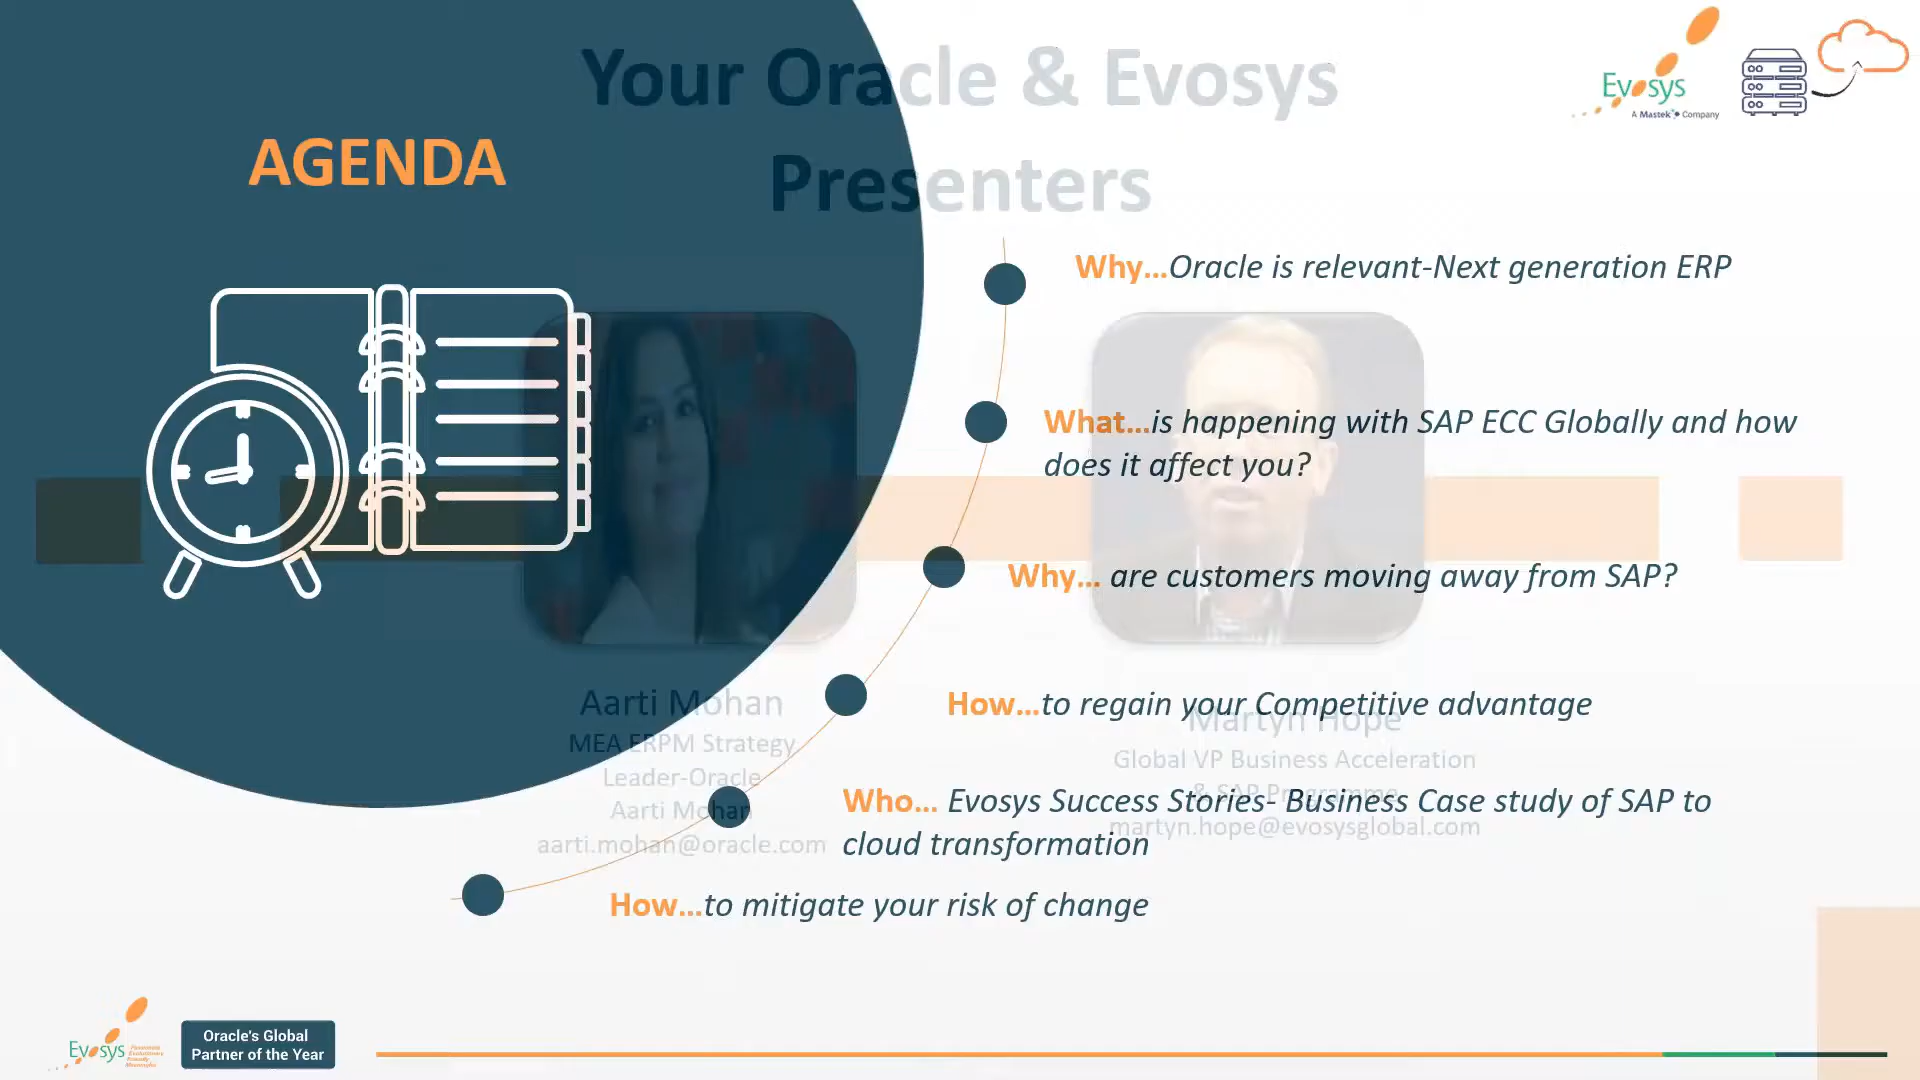 Your Oracle & Evosys
Presenters
Evosys
A Mastek Company
AGENDA
Why...Oracle is relevant-Next generation ERP
What...is happening with SAP ECC Globally and how
does it affect you?
Why... are customers moving away from SAP?
How...to regain your Competitive advantage
Who... Evosys Success Stories- Business Case study of SAP to
cloud transformation
How...to mitigate your risk of change
Aarti Mohan
MEA ERPM Strategy
Leader-Oracle
Aarti Mohan
aarti.mohan@oracle.com
Martyn Hope
Global VP Business Acceleration
& SAP Programme
martyn.hope@evosysglobal.com
Evosys
Oracle's Global
Partner of the Year